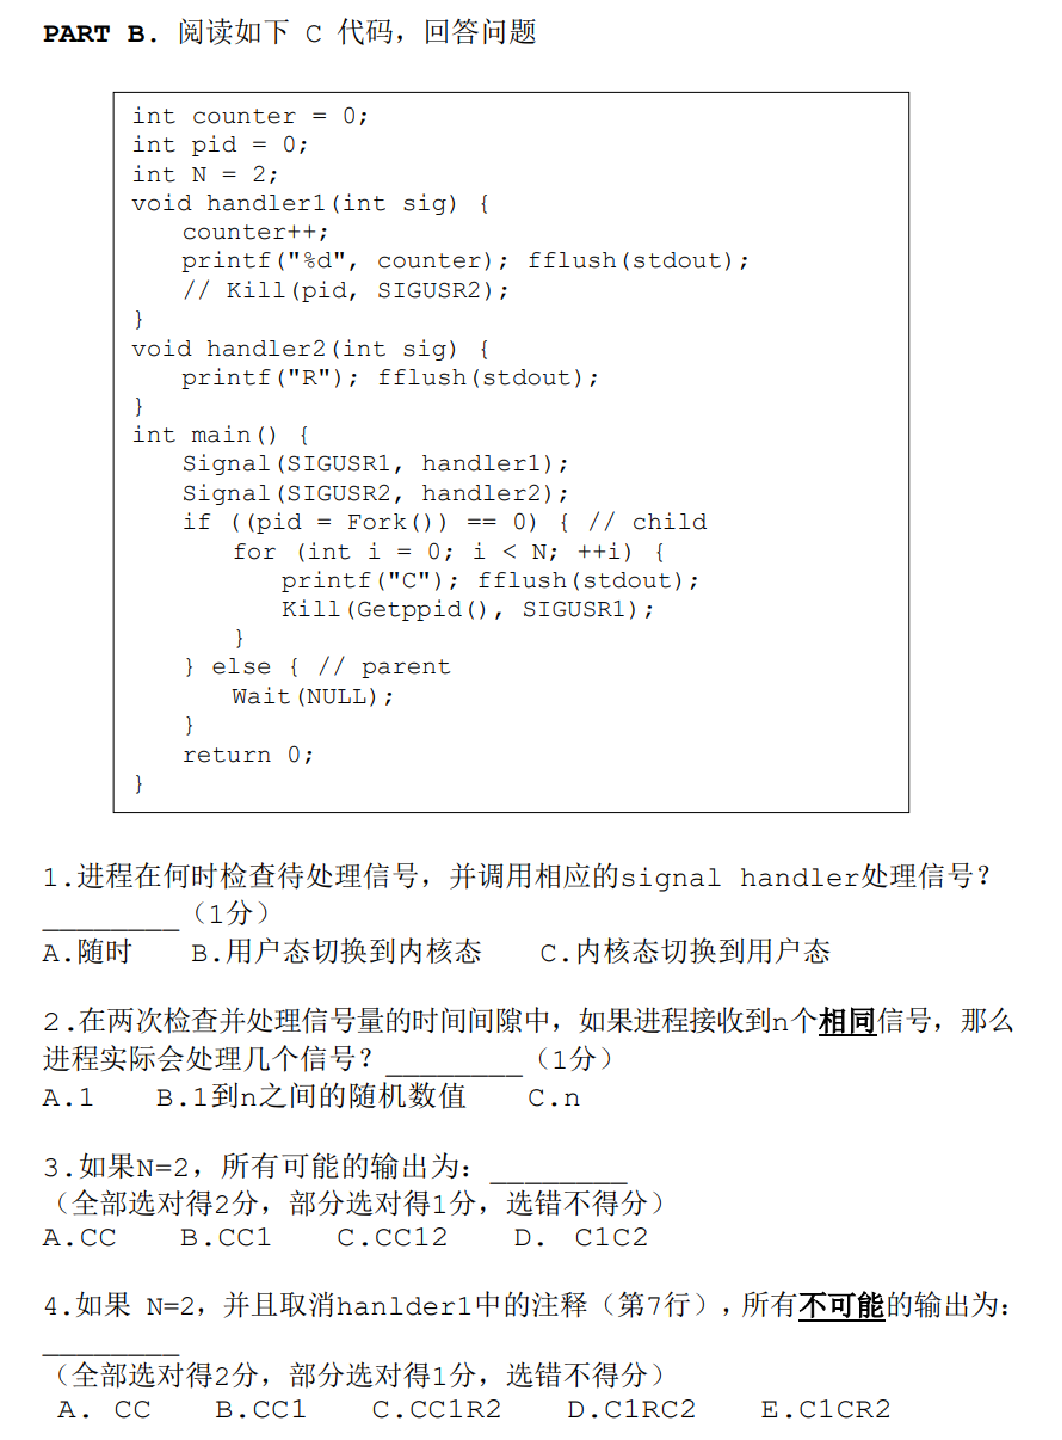 PART B. 阅读如下 C 代码，回答问题
int counter = 0;
int pid = 0;
int N = 2;
void handler1(int sig) {
counter++;
printf("%d", counter); fflush(stdout);
// Kill(pid, SIGUSR2);
}
void handler2(int sig) {
printf("R"); fflush(stdout);
}
int main() {
Signal(SIGUSR1, handler1);
Signal(SIGUSR2, handler2);
if ((pid = Fork()) == 0) { // child
for (int i = 0; i < N; ++i) {
printf("C"); fflush(stdout);
Kill(Getppid(), SIGUSR1);
}
} else { // parent
Wait(NULL);
}
return 0;
}
1.进程在何时检查待处理信号，并调用相应的signal handler处理信号？
________（1分）
A.随时 B.用户态切换到内核态 C.内核态切换到用户态
2.在两次检查并处理信号量的时间间隙中，如果进程接收到n个相同信号，那么
进程实际会处理几个信号？________（1分）
A.1 B.1到n之间的随机数值 C.n
3.如果N=2，所有可能的输出为：________
（全部选对得2分，部分选对得1分，选错不得分）
A.CC B.CC1 C.CC12 D. C1C2
4.如果 N=2，并且取消hanlder1中的注释（第7行），所有不可能的输出为：
________
（全部选对得2分，部分选对得1分，选错不得分）
A. CC B.CC1 C.CC1R2 D.C1RC2 E.C1CR2